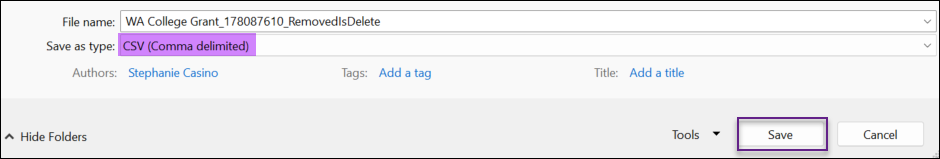 File name: WA College Grant_178087610_RemovedIsDelete
Save as type: CSV (Comma delimited)
Authors: Stephanie Casino Tags: Add a tag Title: Add a title
Hide Folders Tools Save Cancel